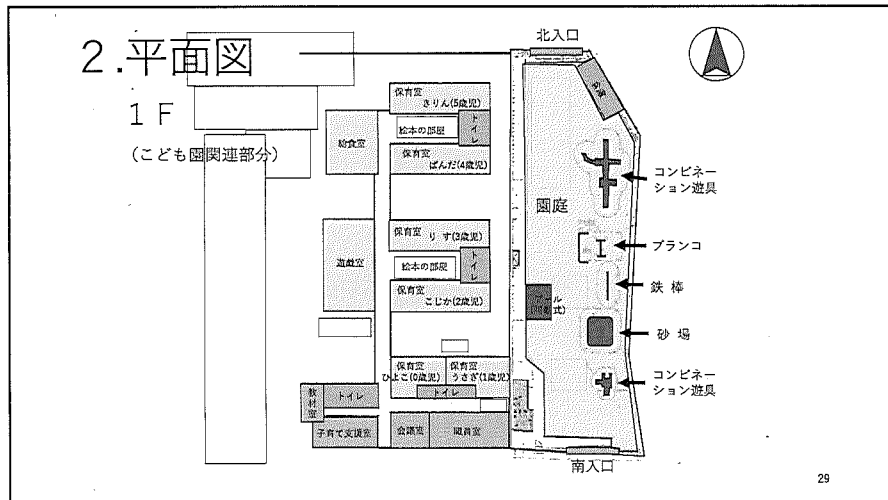 2.平面図
1F
(こども園関連部分)
北入口
保育室
きりん(5歳児)
絵本の部屋
トイレ
給食室
保育室
ぱんだ(4歳児)
コンビネー
ション遊具
園庭
保育室
りす(3歳児)
ブランコ
遊戯室
絵本の部屋
トイレ
鉄棒
保育室
こじか(2歳児)
プール
砂場
保育室
ひよこ(0歳児)
保育室
うさぎ(1歳児)
トイレ
コンビネー
ション遊具
教材室
トイレ
子育て支援室
会議室
職員室
南入口
29